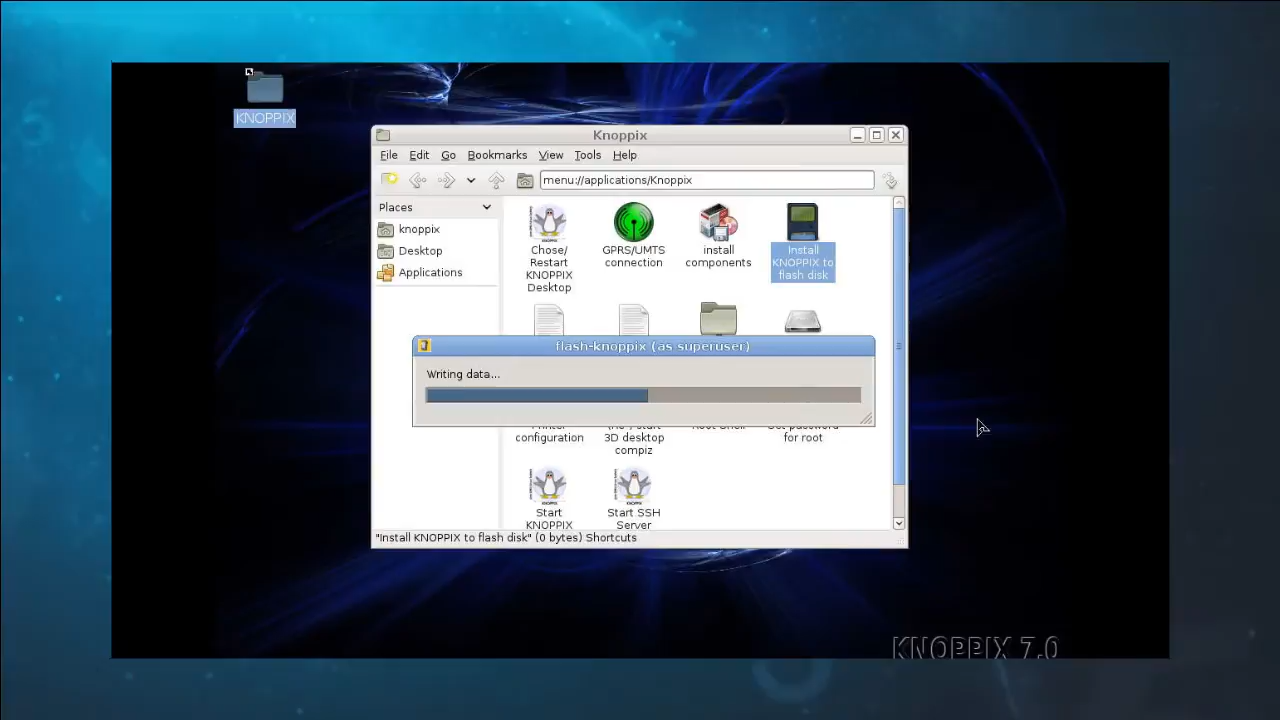 KNOPPIX
Knoppix
File Edit Go Bookmarks View Tools Help
menu://applications/Knoppix
Places
knoppix
Desktop
Applications
Chose/
Restart
KNOPPIX
Desktop
GPRS/UMTS
connection
install
components
Install
KNOPPIX to
flash disk
flash-knoppix (as superuser)
Writing data...
configuration
3D desktop
compiz
for root
Start
KNOPPIX
Start SSH
Server
"Install KNOPPIX to flash disk" (0 bytes) Shortcuts
KNOPPIX 7.0